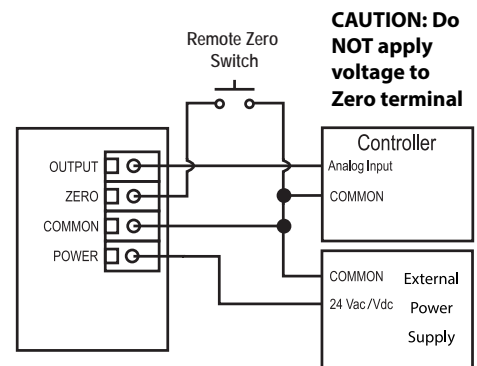 CAUTION: Do
NOT apply
voltage to
Zero terminal
Remote Zero
Switch
OUTPUT
ZERO
COMMON
POWER
Controller
Analog Input
COMMON
COMMON
External
24 Vac/Vdc
Power
Supply